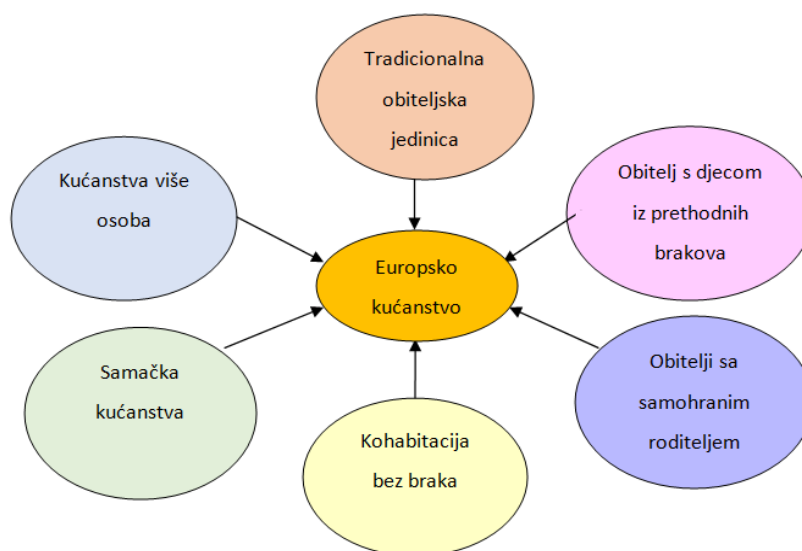 Tradicionalna
obiteljska
jedinica
Kućanstva više
osoba
Obitelj s djecom
iz prethodnih
brakova
Europsko
kućanstvo
Samačka
kućanstva
Obitelji sa
samohranim
roditeljem
Kohabitacija
bez braka